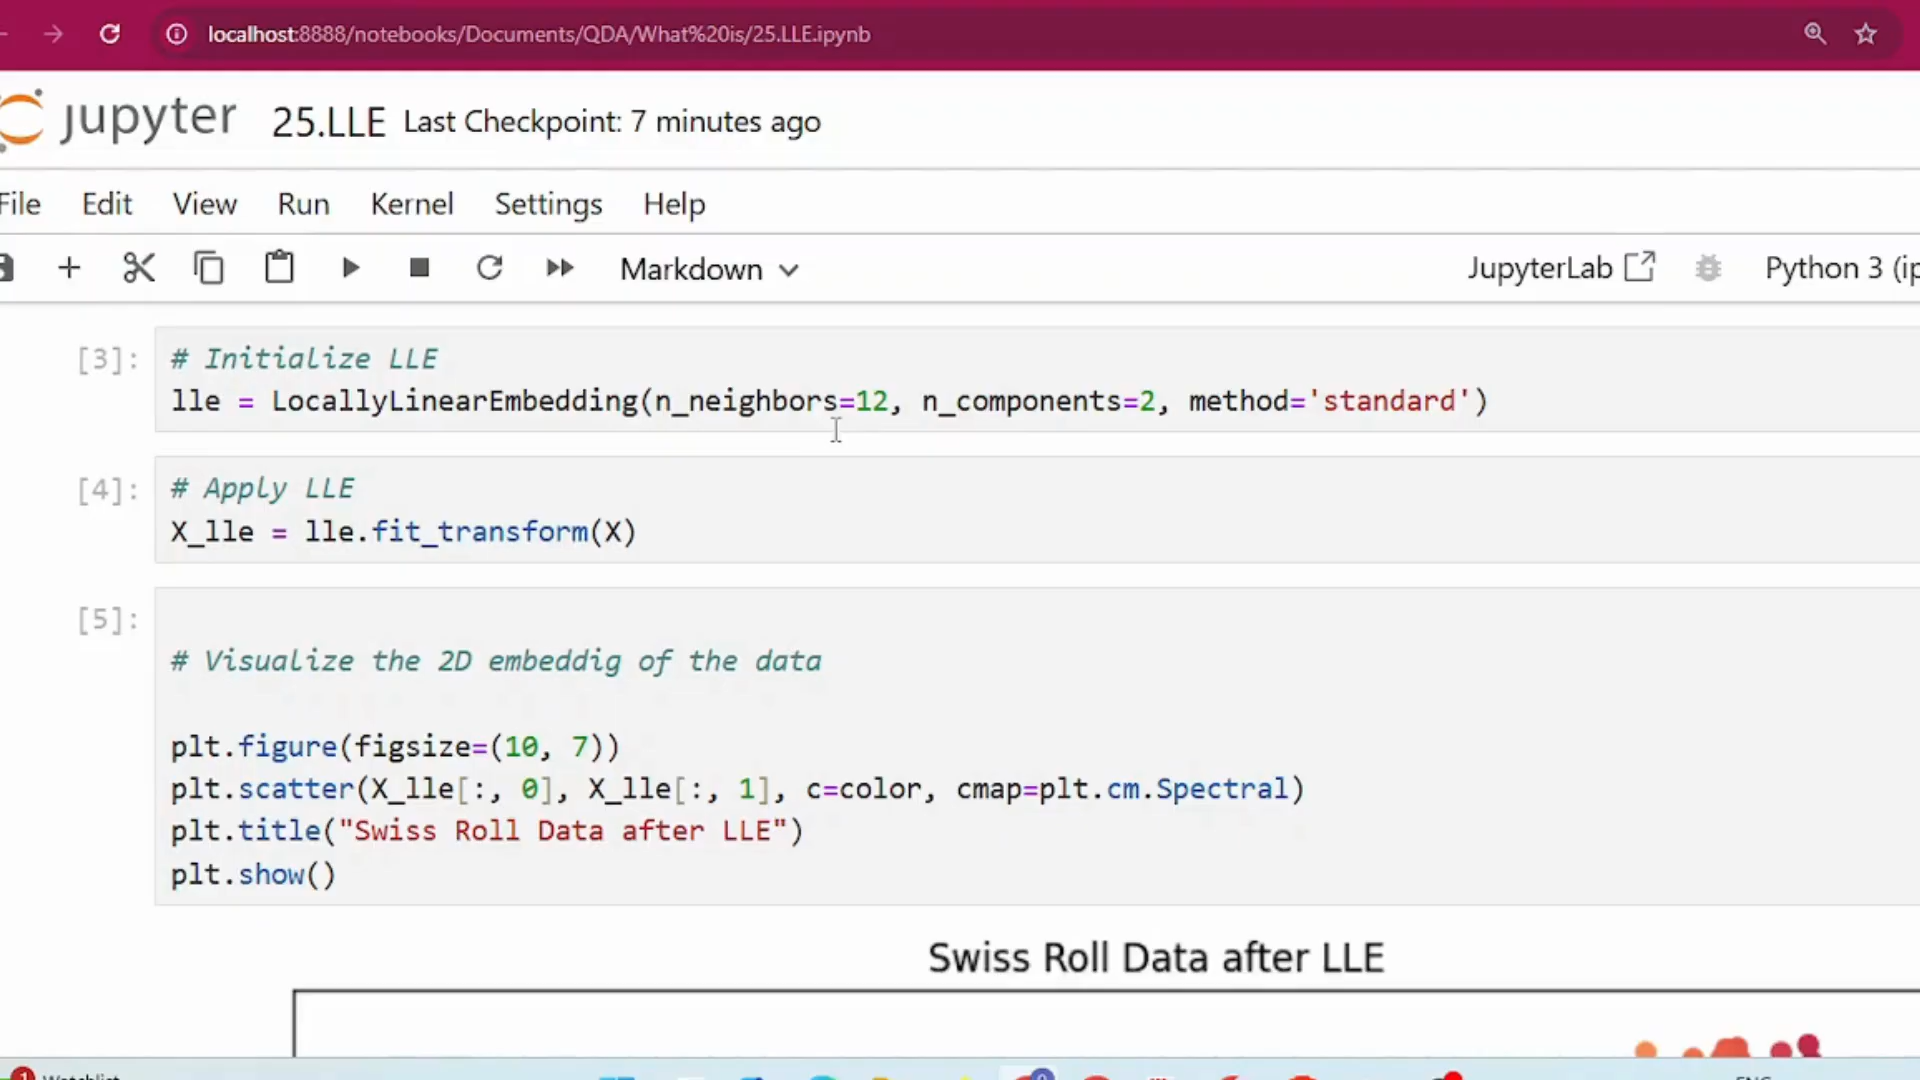 localhost:8888/notebooks/Documents/QDA/What%20is/25.LLE.ipynb
jupyter 25.LLE Last Checkpoint: 7 minutes ago
File Edit View Run Kernel Settings Help
Markdown JupyterLab Python 3 (ip
[3]: # Initialize LLE
lle = LocallyLinearEmbedding(n_neighbors=12, n_components=2, method='standard')
[4]: # Apply LLE
X_lle = lle.fit_transform(X)
[5]:
# Visualize the 2D embeddig of the data
plt.figure(figsize=(10, 7))
plt.scatter(X_lle[:, 0], X_lle[:, 1], c=color, cmap=plt.cm.Spectral)
plt.title("Swiss Roll Data after LLE")
plt.show()
Swiss Roll Data after LLE